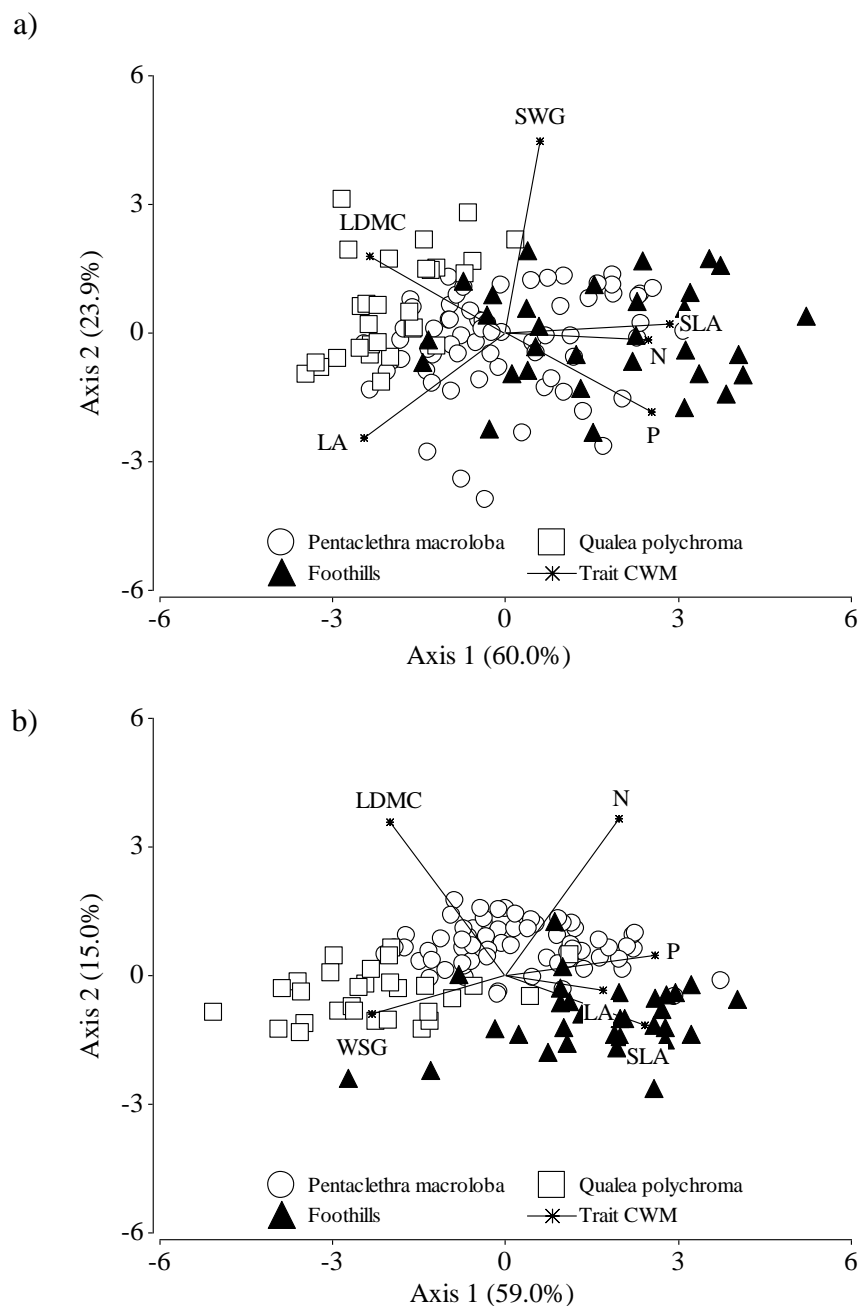 a)
6
SWG
3
LDMC
SLA
0
N
Axis 2 (23.9%)
LA
P
-3
Pentaclethra macroloba
Qualea polychroma
Foothills
Trait CWM
-6
-6
-3
0
3
6
Axis 1 (60.0%)
b)
6
LDMC
N
3
P
0
Axis 2 (15.0%)
LA
WSG
SLA
-3
Pentaclethra macroloba
Qualea polychroma
Foothills
Trait CWM
-6
-6
-3
0
3
6
Axis 1 (59.0%)